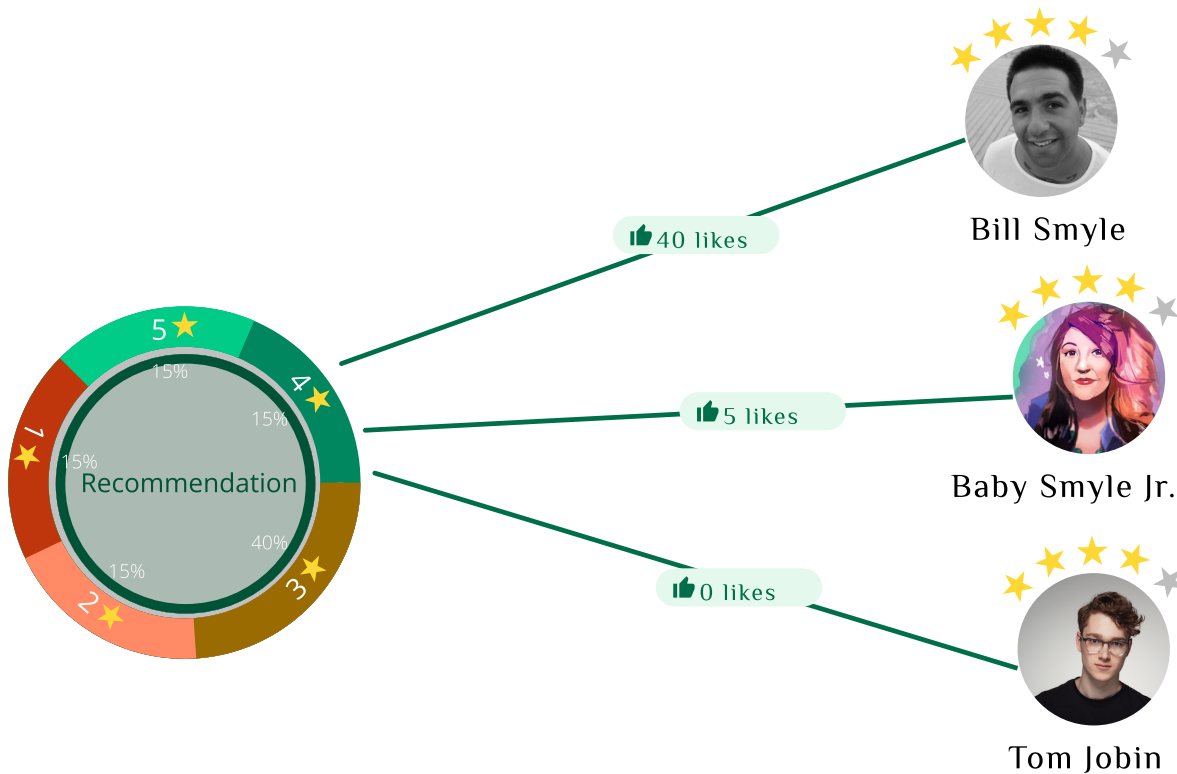 Bill Smyle
40 likes
Baby Smyle Jr.
5 likes
0 likes
Tom Jobin
5
15%
4
15%
1
15%
Recommendation
40%
3
15%
2